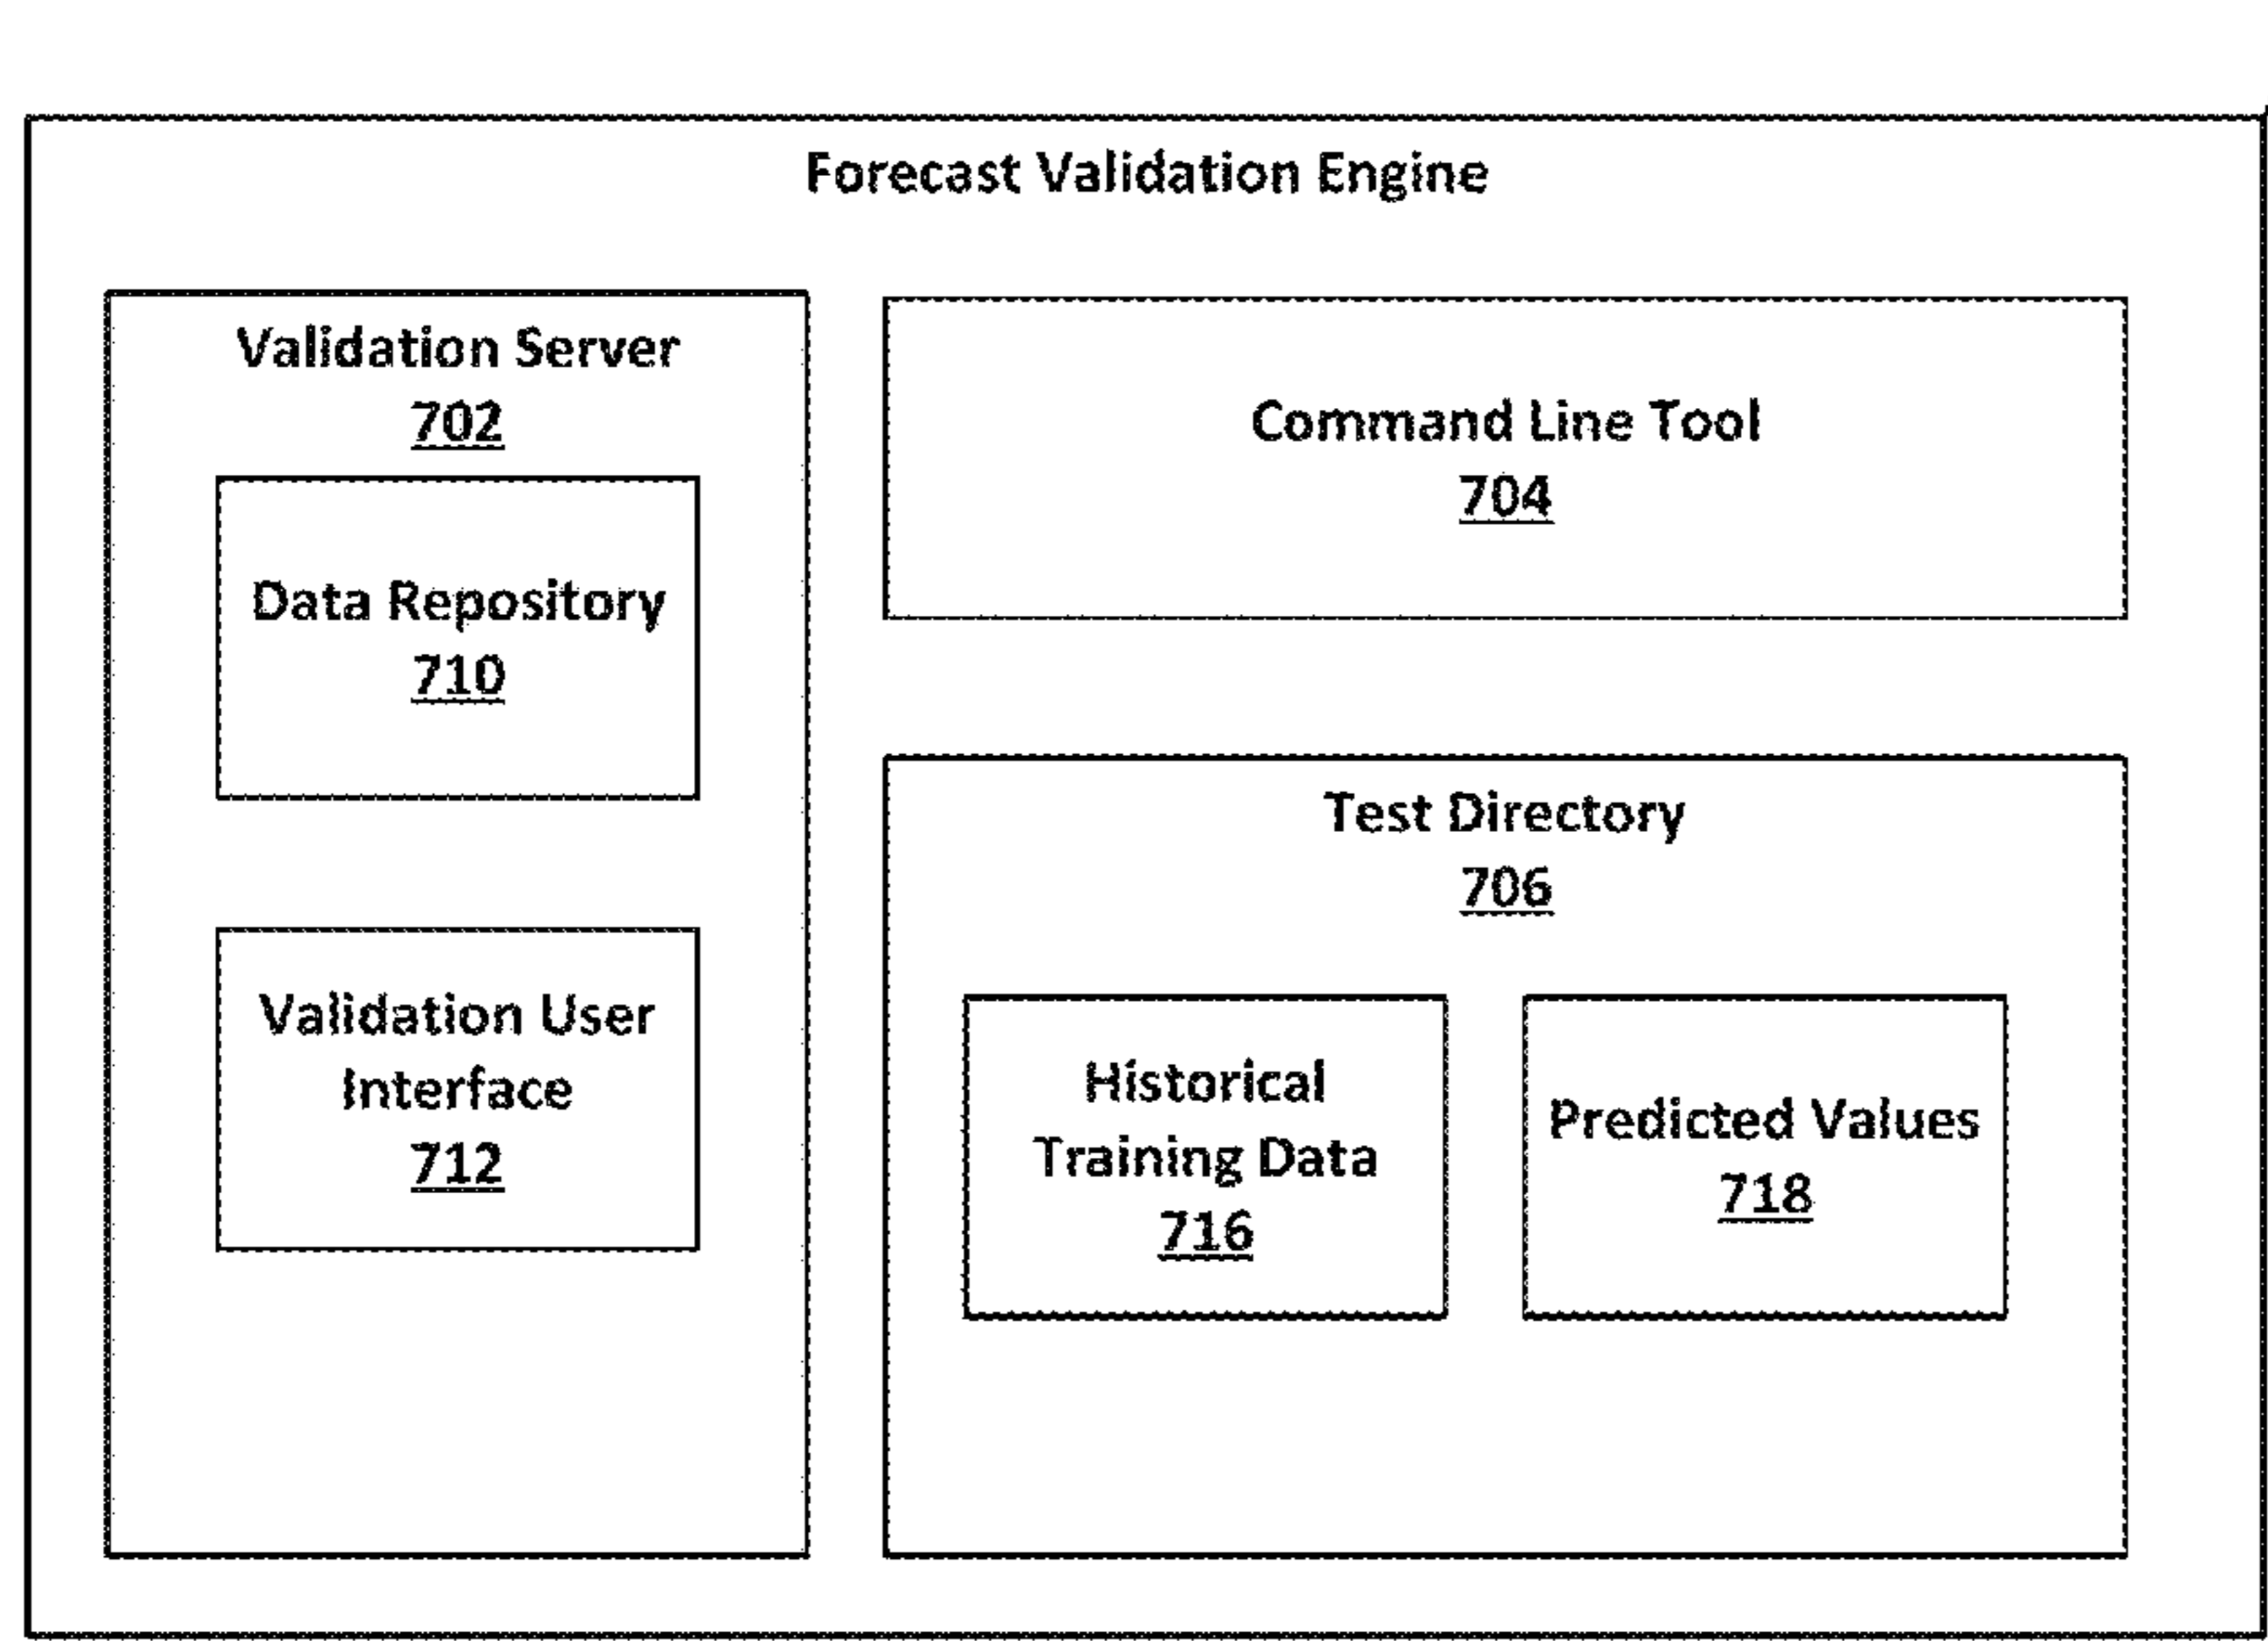 Forecast Validation Engine
Validation Server
702
Data Repository
710
Validation User
Interface
712
Command Line Tool
704
Test Directory
706
Historical
Training Data
716
Predicted Values
718